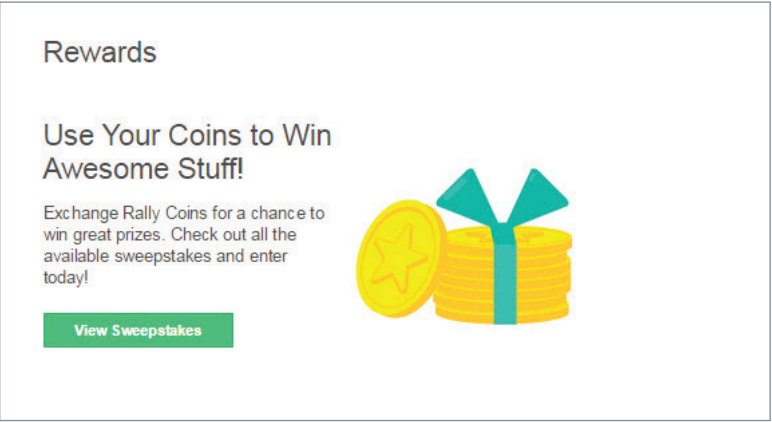 Rewards
Use Your Coins to Win
Awesome Stuff!
Exchange Rally Coins for a chance to
win great prizes. Check out all the
available sweepstakes and enter
today!
View Sweepstakes